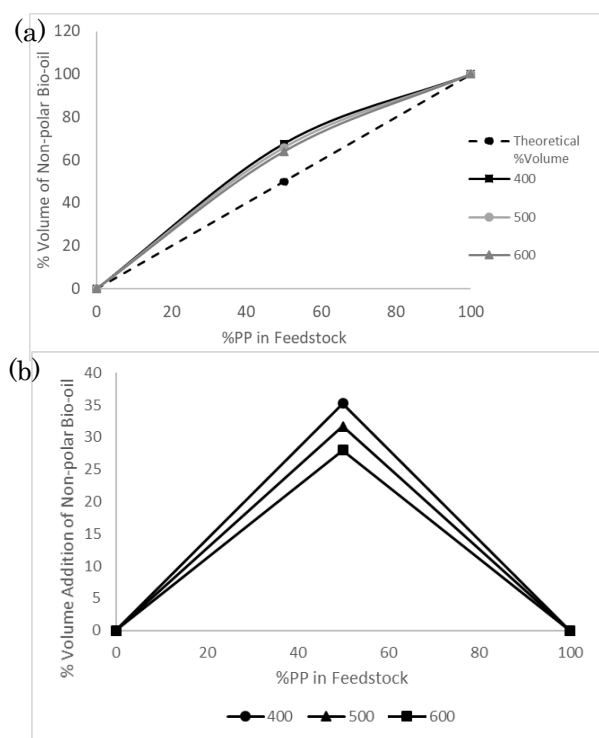 (a)
120
100
80
60
40
20
0
% Volume of Non-polar Bio-oil
0 20 40 60 80 100
%PP in Feedstock
Theoretical
%Volume
400
500
600
(b)
40
35
30
25
20
15
10
5
0
% Volume Addition of Non-polar Bio-oil
0 20 40 60 80 100
%PP in Feedstock
400 500 600